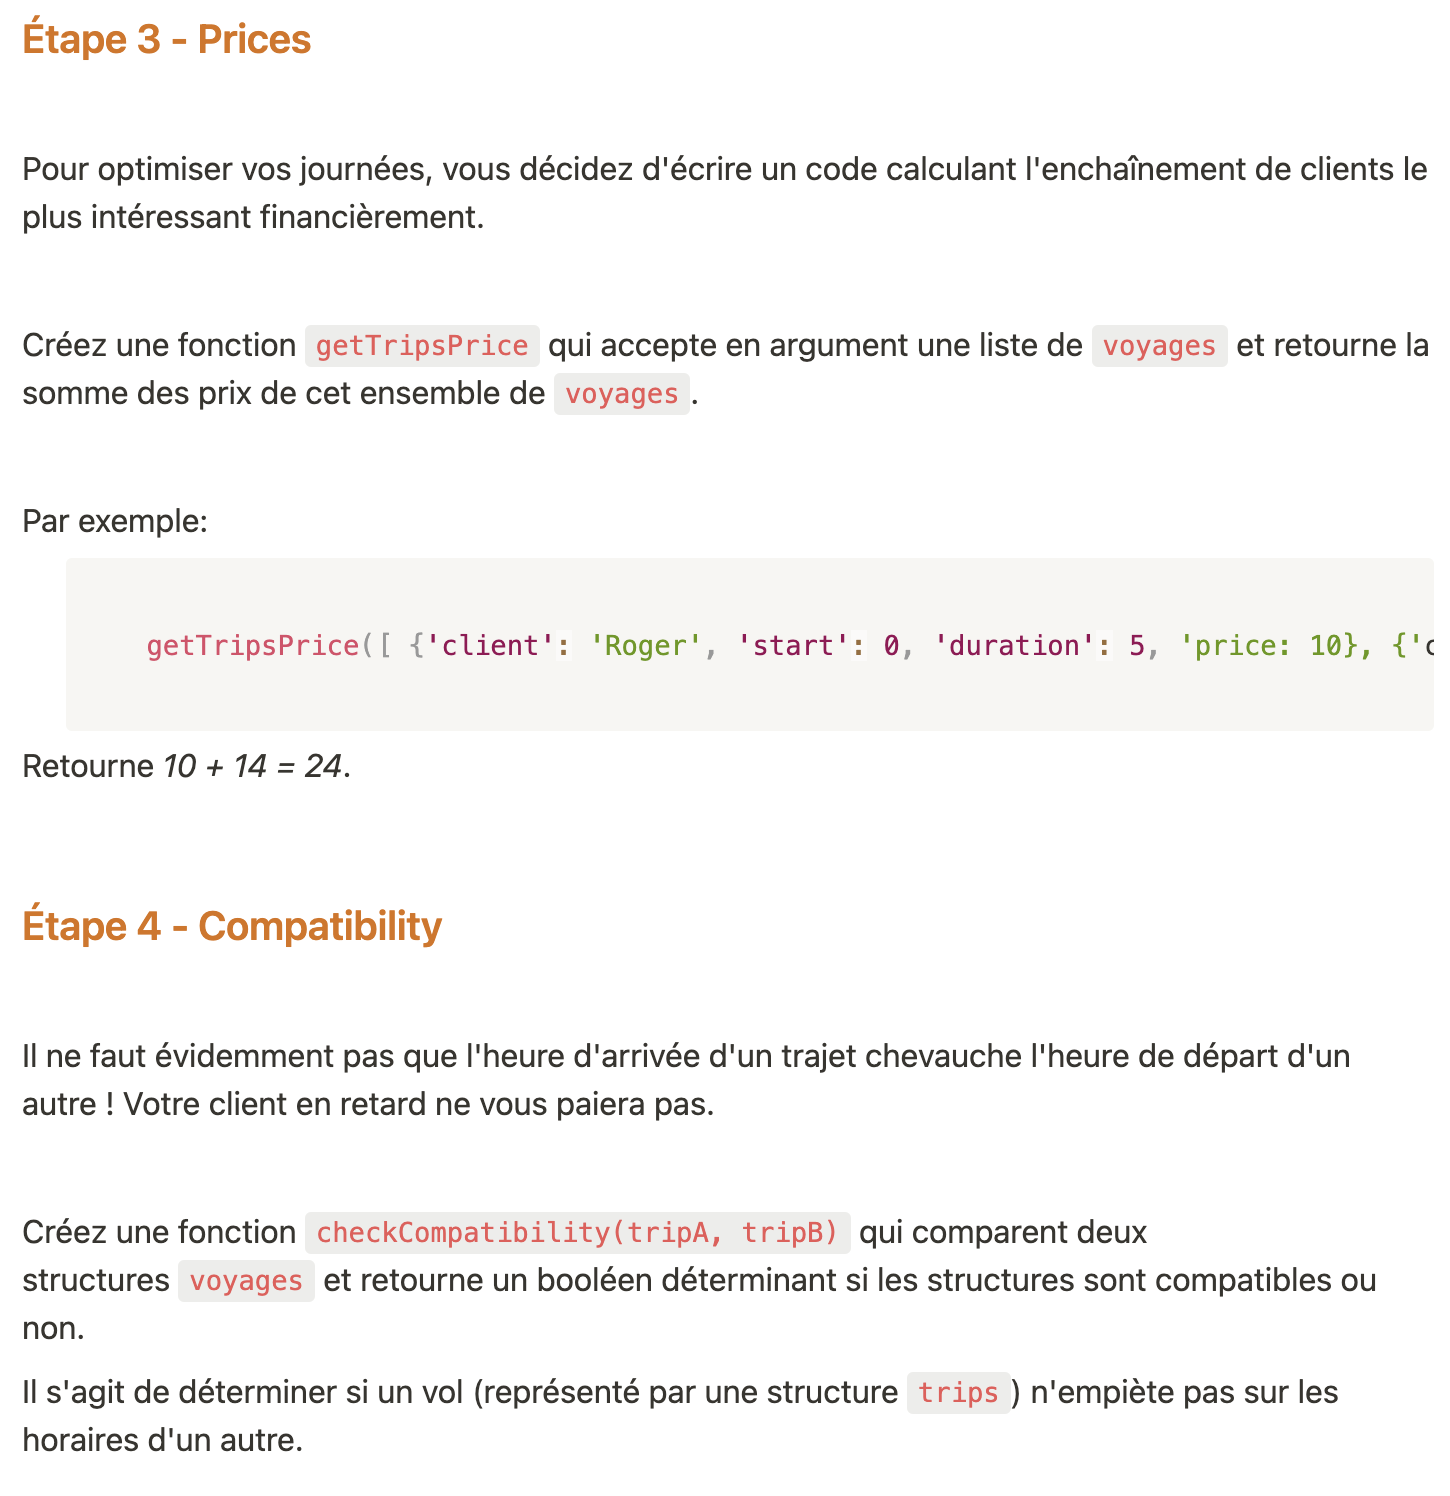 Étape 3 - Prices
Pour optimiser vos journées, vous décidez d'écrire un code calculant l'enchaînement de clients le
plus intéressant financièrement.
Créez une fonction getTripsPrice qui accepte en argument une liste de voyages et retourne la
somme des prix de cet ensemble de voyages.
Par exemple:
getTripsPrice([ {'client': 'Roger', 'start': 0, 'duration': 5, 'price: 10}, {'
Retourne 10 + 14 = 24.
Étape 4 - Compatibility
Il ne faut évidemment pas que l'heure d'arrivée d'un trajet chevauche l'heure de départ d'un
autre ! Votre client en retard ne vous paiera pas.
Créez une fonction checkCompatibility(tripA, tripB) qui comparent deux
structures voyages et retourne un booléen déterminant si les structures sont compatibles ou
non.
Il s'agit de déterminer si un vol (représenté par une structure trips) n'empiète pas sur les
horaires d'un autre.